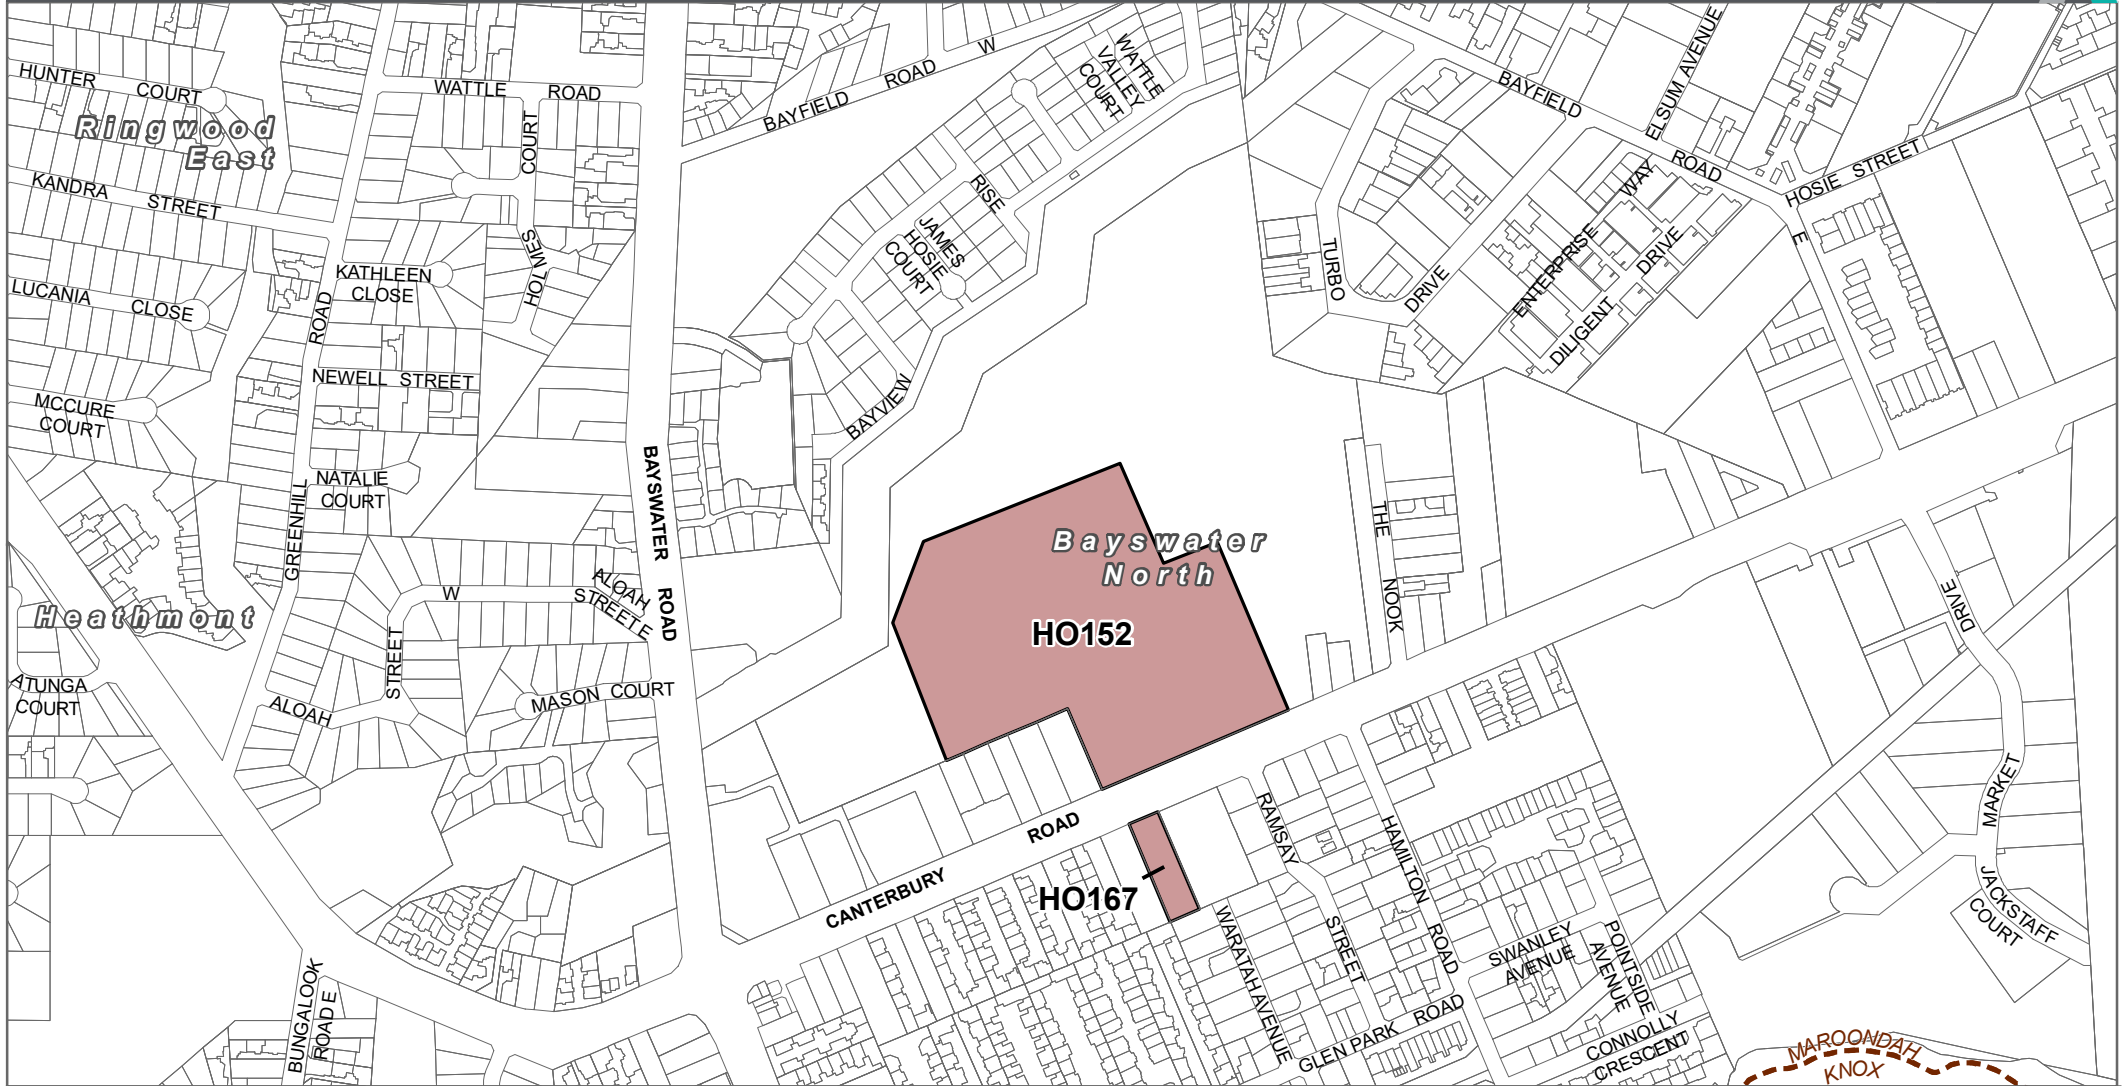 HUNTER COURT
Ringwood
East
KANDRA STREET
LUCANIA CLOSE
MCCURE
COURT
WATTLE ROAD
HOLMES COURT
KATHLEEN
CLOSE
NEWELL STREET
NATALIE
COURT
GREENHILL ROAD
BAYSWATER ROAD
BAYFIELD ROAD W
WATTLE
VALLEY
COURT
RISE
JAMES
HOSIE
COURT
BAYVIEW
BAYFIELD ROAD E
ELSUM AVENUE
HOSIE STREET
TURBO DRIVE
ENTERPRISE WAY
DILIGENT DRIVE
THE NOOK
Bayswater
North
HO152
Heathmont
ATUNGA
COURT
ALOAH STREET W
ALOAH
STREET E
MASON COURT
CANTERBURY ROAD
HO167
RAMSAY STREET
HAMILTON ROAD
WARATAH AVENUE
GLEN PARK ROAD
SWANLEY
AVENUE
POINTSIDE
AVENUE
CONNOLLY
CRESCENT
MARKET DRIVE
JACKSTAFF
COURT
BUNGALOOK
ROAD E
MAROONDAH
KNOX